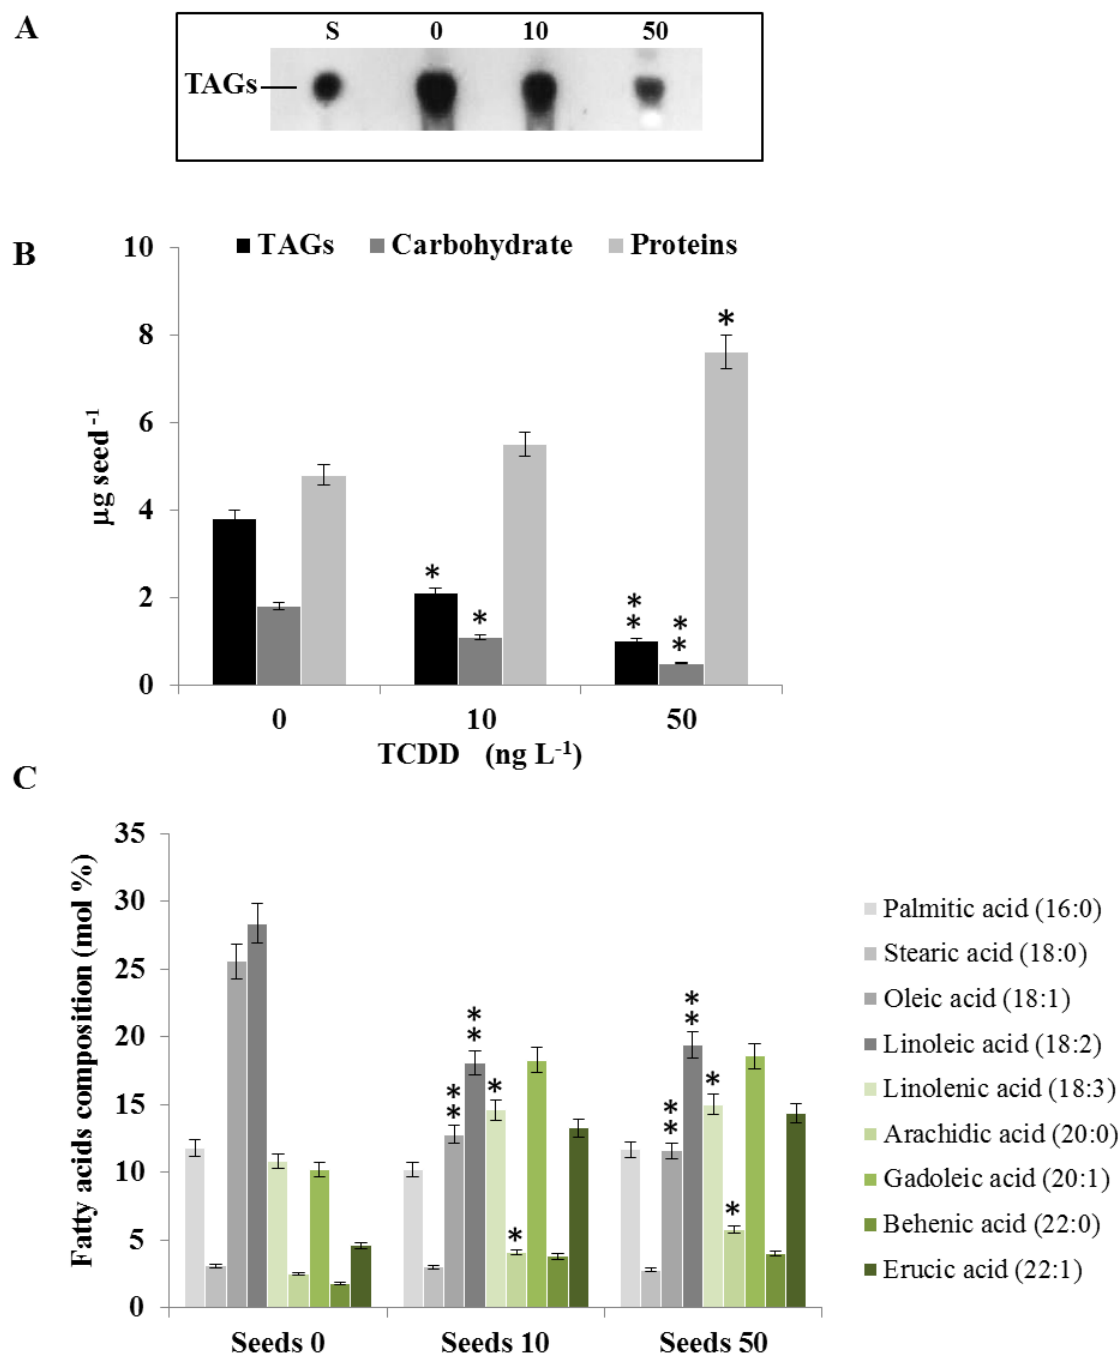 A
S 0 10 50
TAGs
B
TAGs Carbohydrate Proteins
10
8
6
4
2
0
µg seed⁻¹
*
*
*
*
*
*
*
0 10 50
TCDD (ng L⁻¹)
C
35
30
25
20
15
10
5
0
Fatty acids composition (mol %)
*
*
*
*
*
*
*
*
*
*
*
*
Seeds 0 Seeds 10 Seeds 50
Palmitic acid (16:0)
Stearic acid (18:0)
Oleic acid (18:1)
Linoleic acid (18:2)
Linolenic acid (18:3)
Arachidic acid (20:0)
Gadoleic acid (20:1)
Behenic acid (22:0)
Erucic acid (22:1)